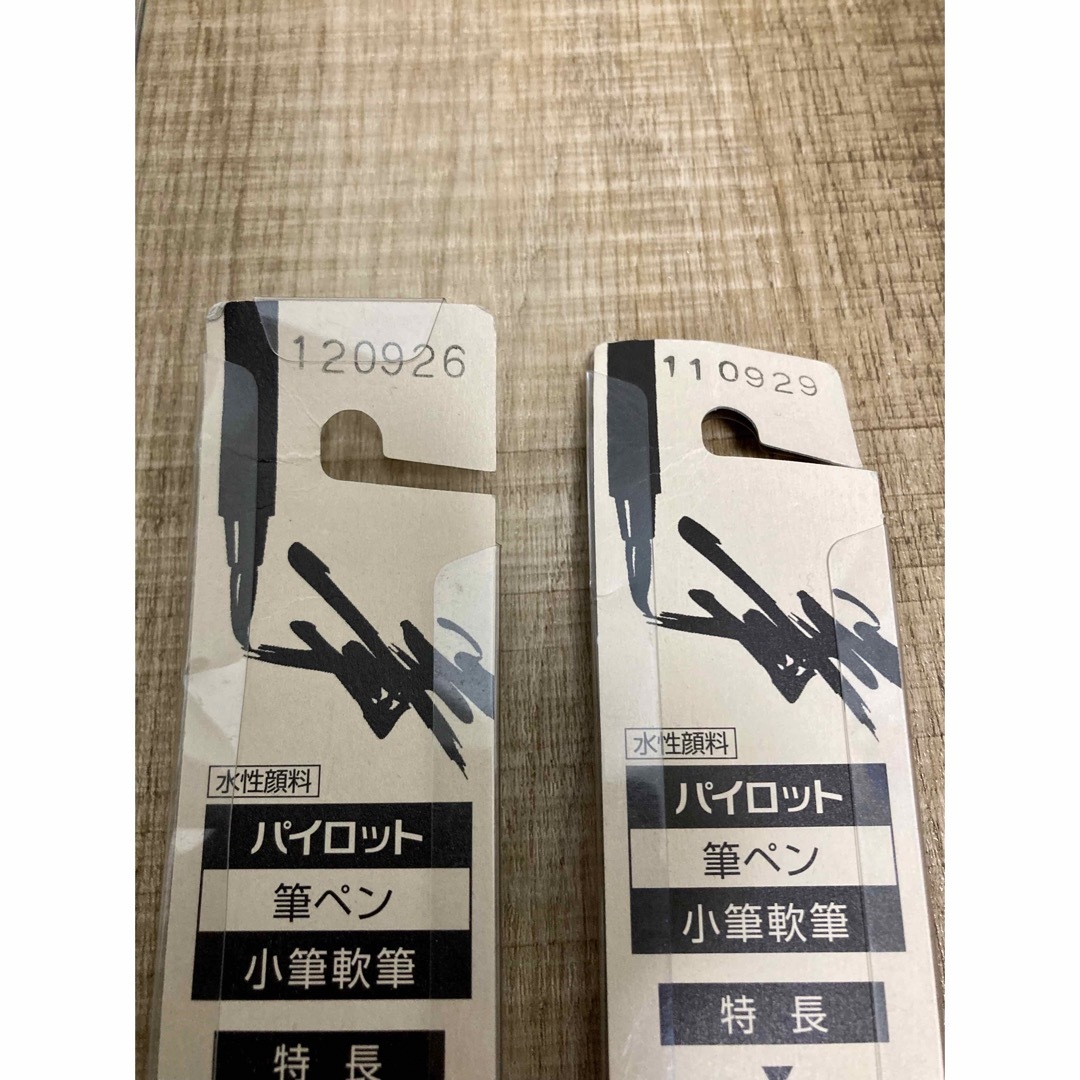 120926
水性顔料
パイロット
筆ペン
小筆軟筆
特長
110929
水性顔料
パイロット
筆ペン
小筆軟筆
特長